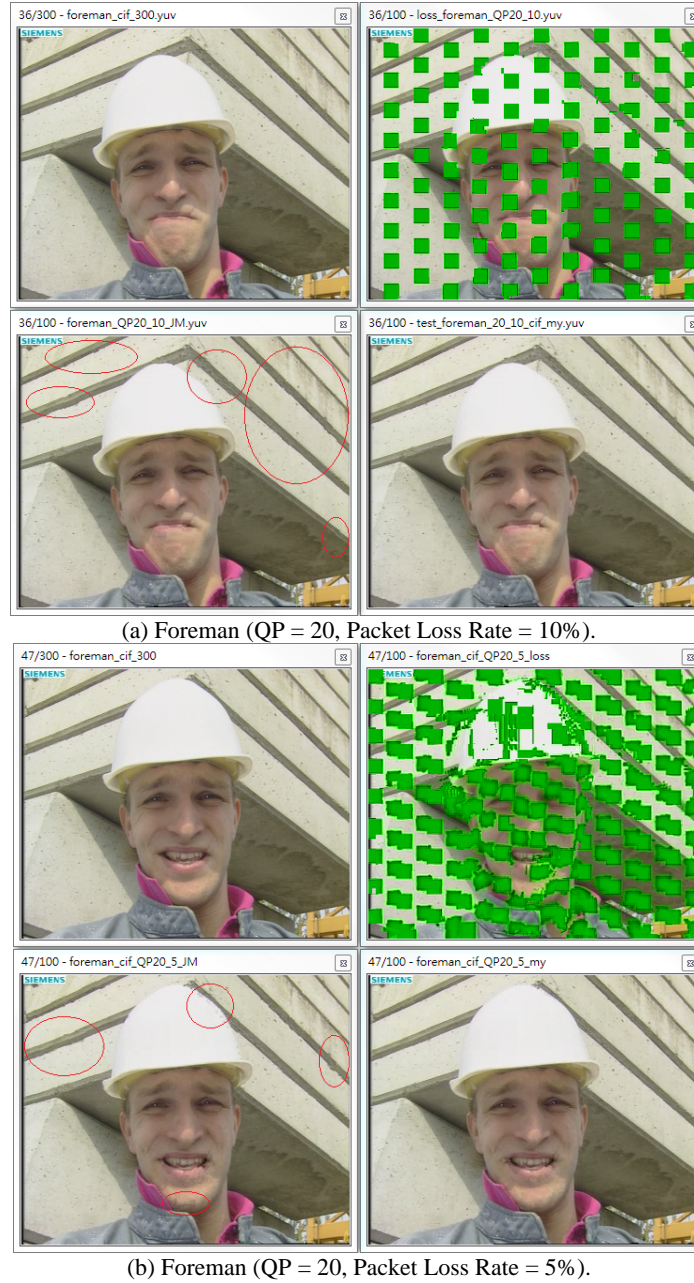 36/300 - foreman_cif_300.yuv
36/100 - loss_foreman_QP20_10.yuv
SIEMENS
36/100 - foreman_QP20_10_JM.yuv
36/100 - test_foreman_20_10_cif_my.yuv
SIEMENS
SIEMENS
(a) Foreman (QP = 20, Packet Loss Rate = 10%).
47/300 - foreman_cif_300
47/100 - foreman_cif_QP20_5_loss
SIEMENS
EMENS
47/100 - foreman_cif_QP20_5_JM
47/100 - foreman_cif_QP20_5_my
SIEMENS
SIEMENS
(b) Foreman (QP = 20, Packet Loss Rate = 5%).